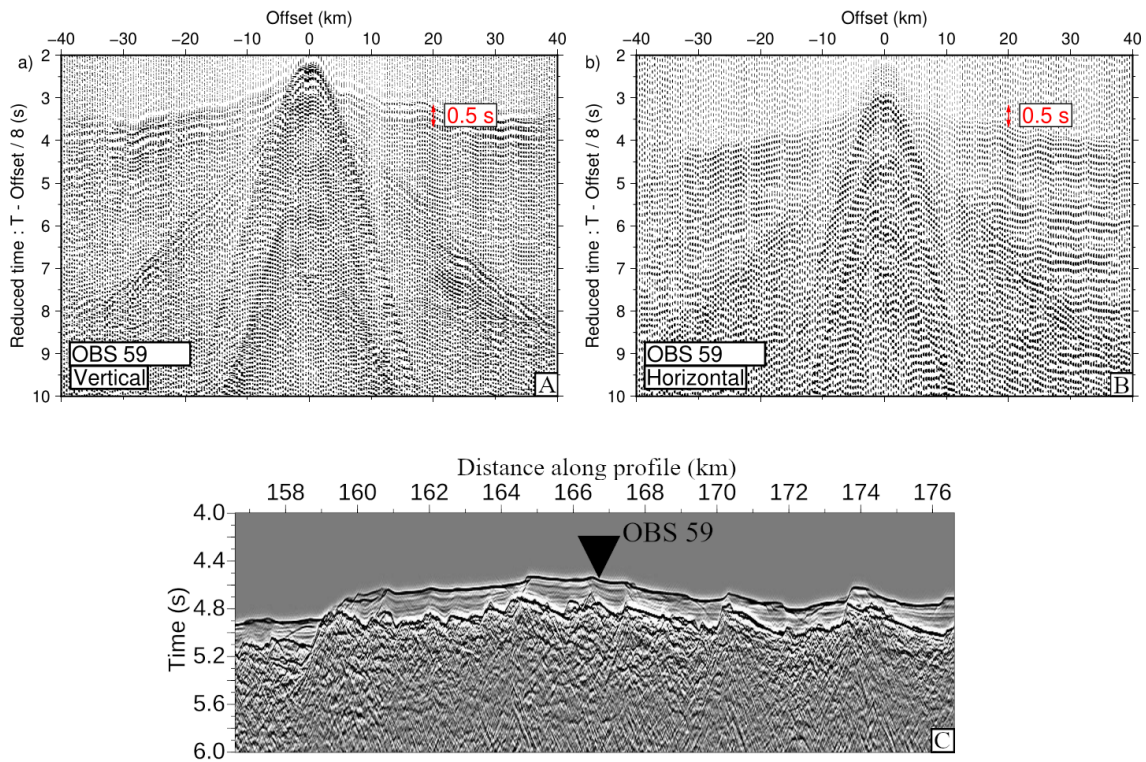 Offset (km)
−40 −30 −20 −10 0 10 20 30 40
a)
2
3
4
5
6
7
8
9
10
Reduced time : T - Offset / 8 (s)
0.5 s
OBS 59
Vertical
A
Offset (km)
−40 −30 −20 −10 0 10 20 30 40
b)
2
3
4
5
6
7
8
9
10
Reduced time : T - Offset / 8 (s)
0.5 s
OBS 59
Horizontal
B
Distance along profile (km)
158 160 162 164 166 168 170 172 174 176
4.0
4.4
4.8
5.2
5.6
6.0
Time (s)
OBS 59
C